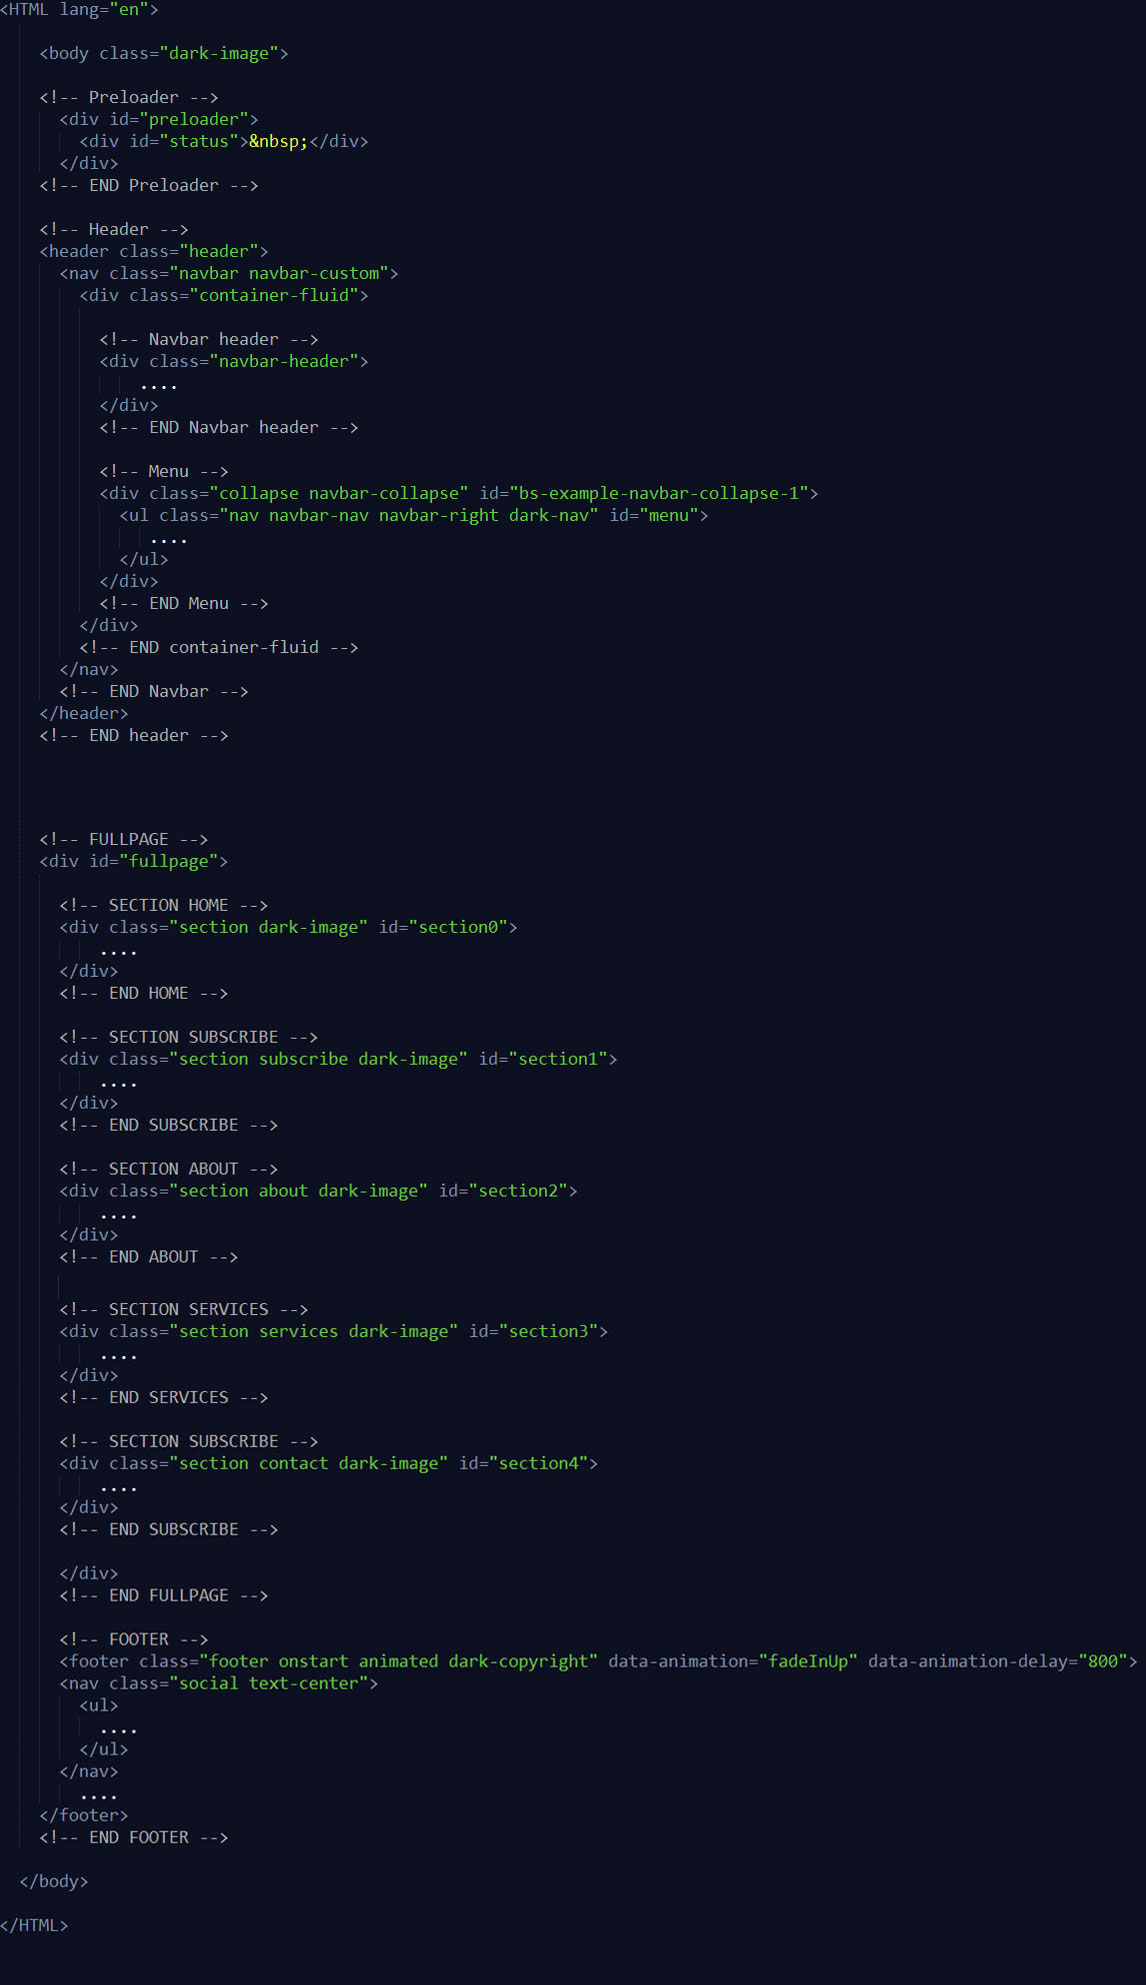 <HTML lang="en">
<body class="dark-image">
<!-- Preloader -->
<div id="preloader">
<div id="status">&nbsp;</div>
</div>
<!-- END Preloader -->
<!-- Header -->
<header class="header">
<nav class="navbar navbar-custom">
<div class="container-fluid">
<!-- Navbar header -->
<div class="navbar-header">
....
</div>
<!-- END Navbar header -->
<!-- Menu -->
<div class="collapse navbar-collapse" id="bs-example-navbar-collapse-1">
<ul class="nav navbar-nav navbar-right dark-nav" id="menu">
....
</ul>
</div>
<!-- END Menu -->
</div>
<!-- END container-fluid -->
</nav>
<!-- END Navbar -->
</header>
<!-- END header -->
<!-- FULLPAGE -->
<div id="fullpage">
<!-- SECTION HOME -->
<div class="section dark-image" id="section0">
....
</div>
<!-- END HOME -->
<!-- SECTION SUBSCRIBE -->
<div class="section subscribe dark-image" id="section1">
....
</div>
<!-- END SUBSCRIBE -->
<!-- SECTION ABOUT -->
<div class="section about dark-image" id="section2">
....
</div>
<!-- END ABOUT -->
<!-- SECTION SERVICES -->
<div class="section services dark-image" id="section3">
....
</div>
<!-- END SERVICES -->
<!-- SECTION SUBSCRIBE -->
<div class="section contact dark-image" id="section4">
....
</div>
<!-- END SUBSCRIBE -->
</div>
<!-- END FULLPAGE -->
<!-- FOOTER -->
<footer class="footer onstart animated dark-copyright" data-animation="fadeInUp" data-animation-delay="800">
<nav class="social text-center">
<ul>
....
</ul>
</nav>
....
</footer>
<!-- END FOOTER -->
</body>
</HTML>